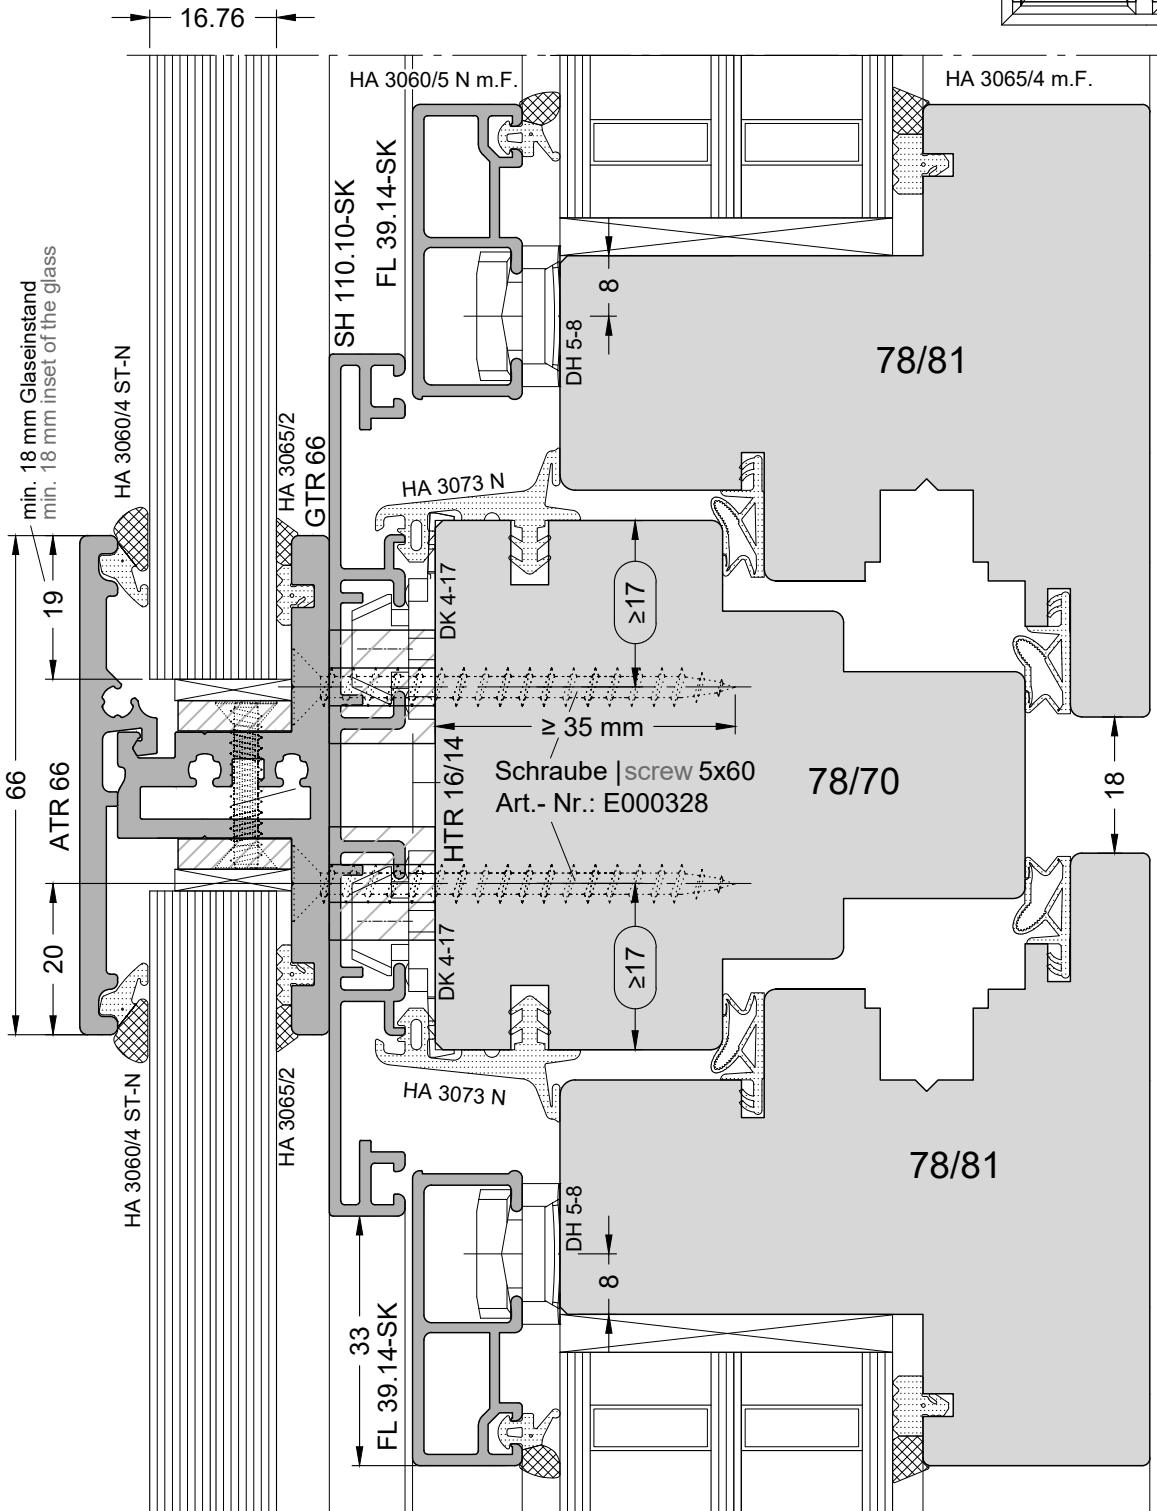 16.76
HA 3060/5 N m.F.
HA 3065/4 m.F.
FL 39.14-SK
SH 110.10-SK
min. 18 mm Glaseinstand
min. 18 mm inset of the glass
HA 3060/4 ST-N
HA 3065/2
GTR 66
8
DH 5-8
78/81
HA 3073 N
19
DK 4-17
≥17
≥ 35 mm
66
ATR 66
HTR 16/14
Schraube | screw 5x60
Art.- Nr.: E000328
78/70
18
20
DK 4-17
≥17
HA 3060/4 ST-N
HA 3065/2
HA 3073 N
78/81
DH 5-8
8
33
FL 39.14-SK